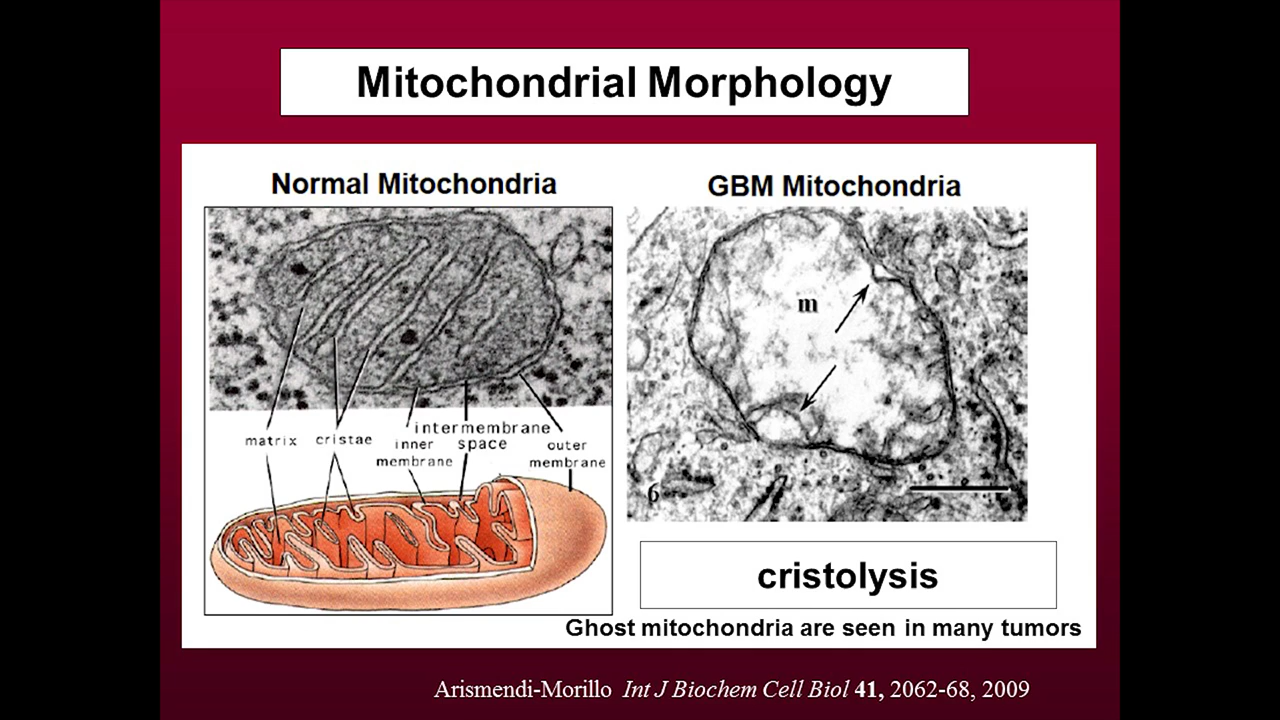 Mitochondrial Morphology
Normal Mitochondria
GBM Mitochondria
m
6
matrix
cristae
inner
membrane
intermembrane
space
outer
membrane
cristolysis
Ghost mitochondria are seen in many tumors
Arismendi-Morillo Int J Biochem Cell Biol 41, 2062-68, 2009